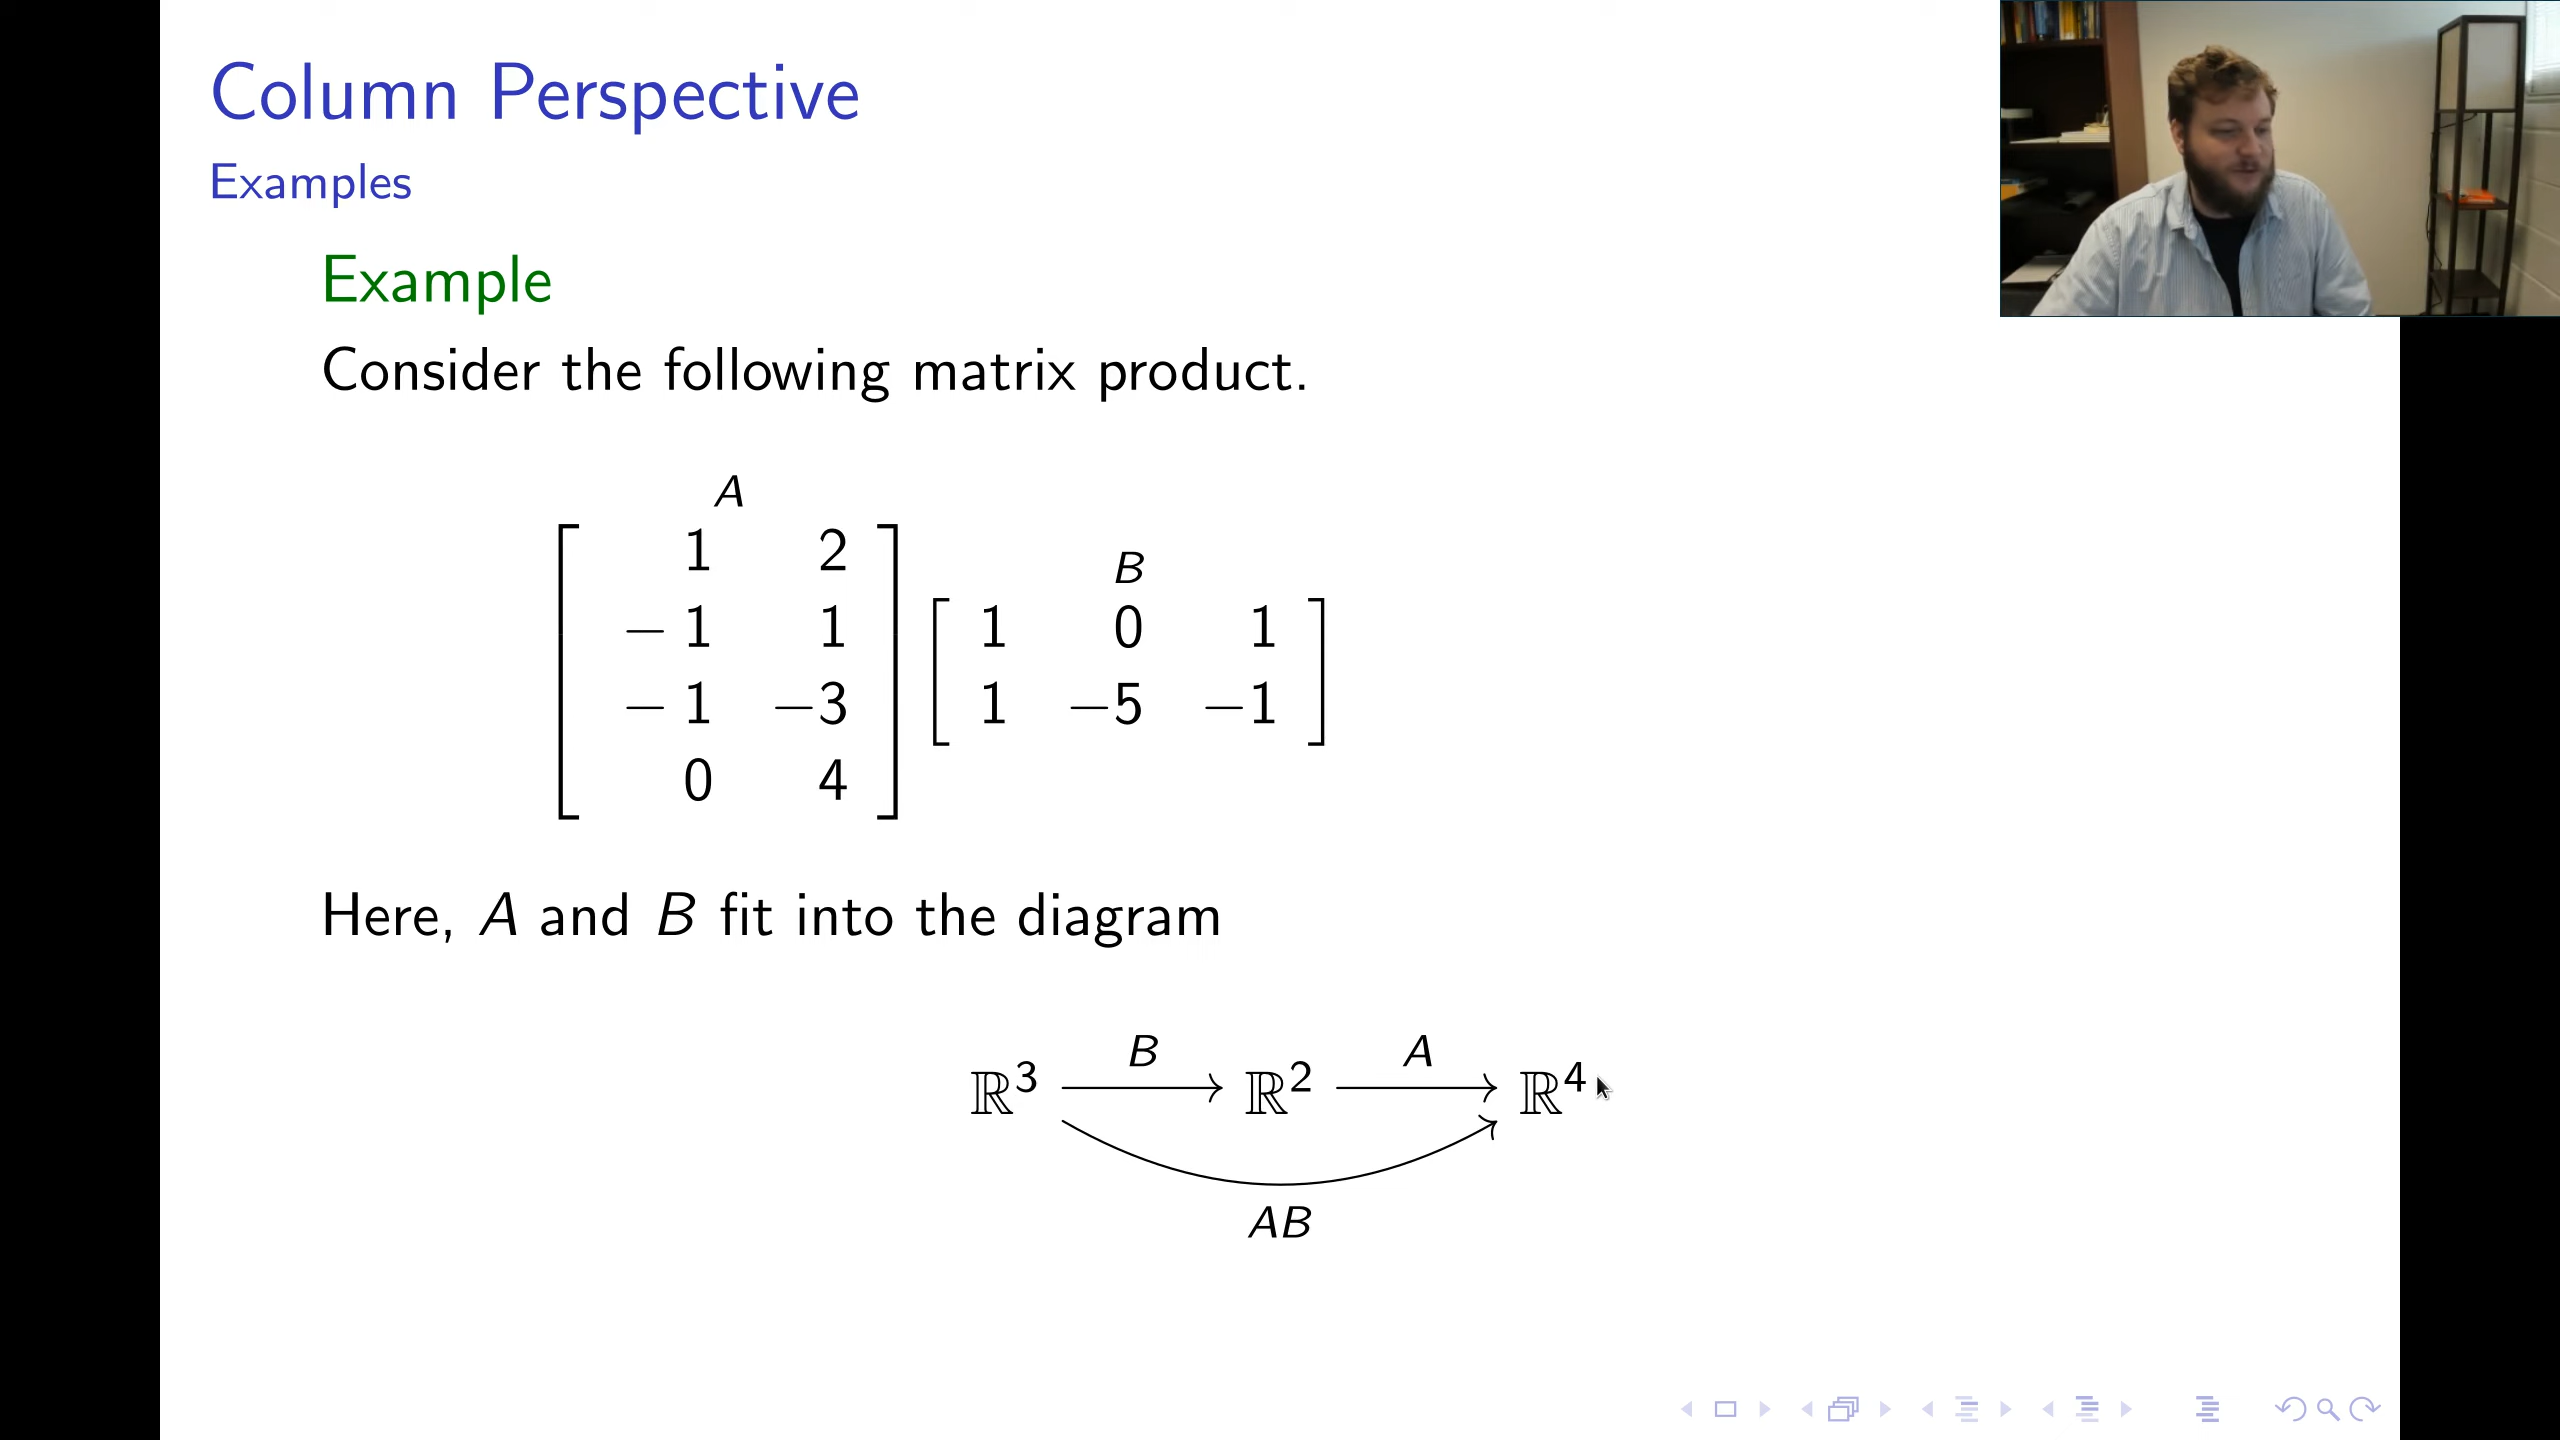 Column Perspective
Examples
Example
Consider the following matrix product.
A
1 2
−1 1
−1 −3
0 4
B
1 0 1
1 −5 −1
Here, A and B fit into the diagram
ℝ³ B ℝ² A ℝ⁴
AB